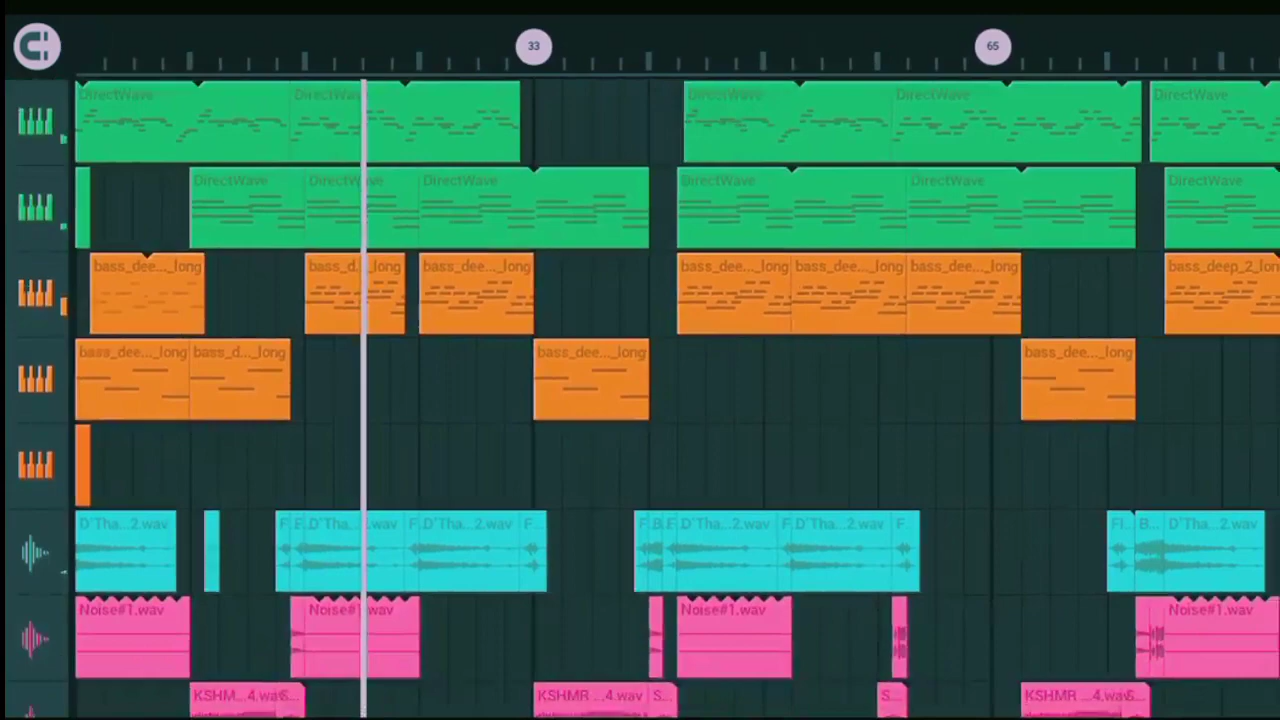 33 65
DirectWave DirectWave DirectWave DirectWave DirectWave
DirectWave DirectWave DirectWave DirectWave DirectWave DirectWave
bass_dee..._long bass_d..._long bass_dee..._long bass_dee..._long bass_dee..._long bass_dee..._long bass_deep_2_long
bass_dee..._long bass_d..._long bass_dee..._long bass_dee..._long
D'Tha...2.wav F F D'Tha...2.wav F D'Tha...2.wav F... F B F D'Tha...2.wav F D'Tha...2.wav F... B... D'Tha...2.wav
Noise#1.wav Noise#1.wav Noise#1.wav Noise#1.wav
KSHM...4.wav S... KSHMR ...4.wav S... S... KSHMR ...4.wav S...